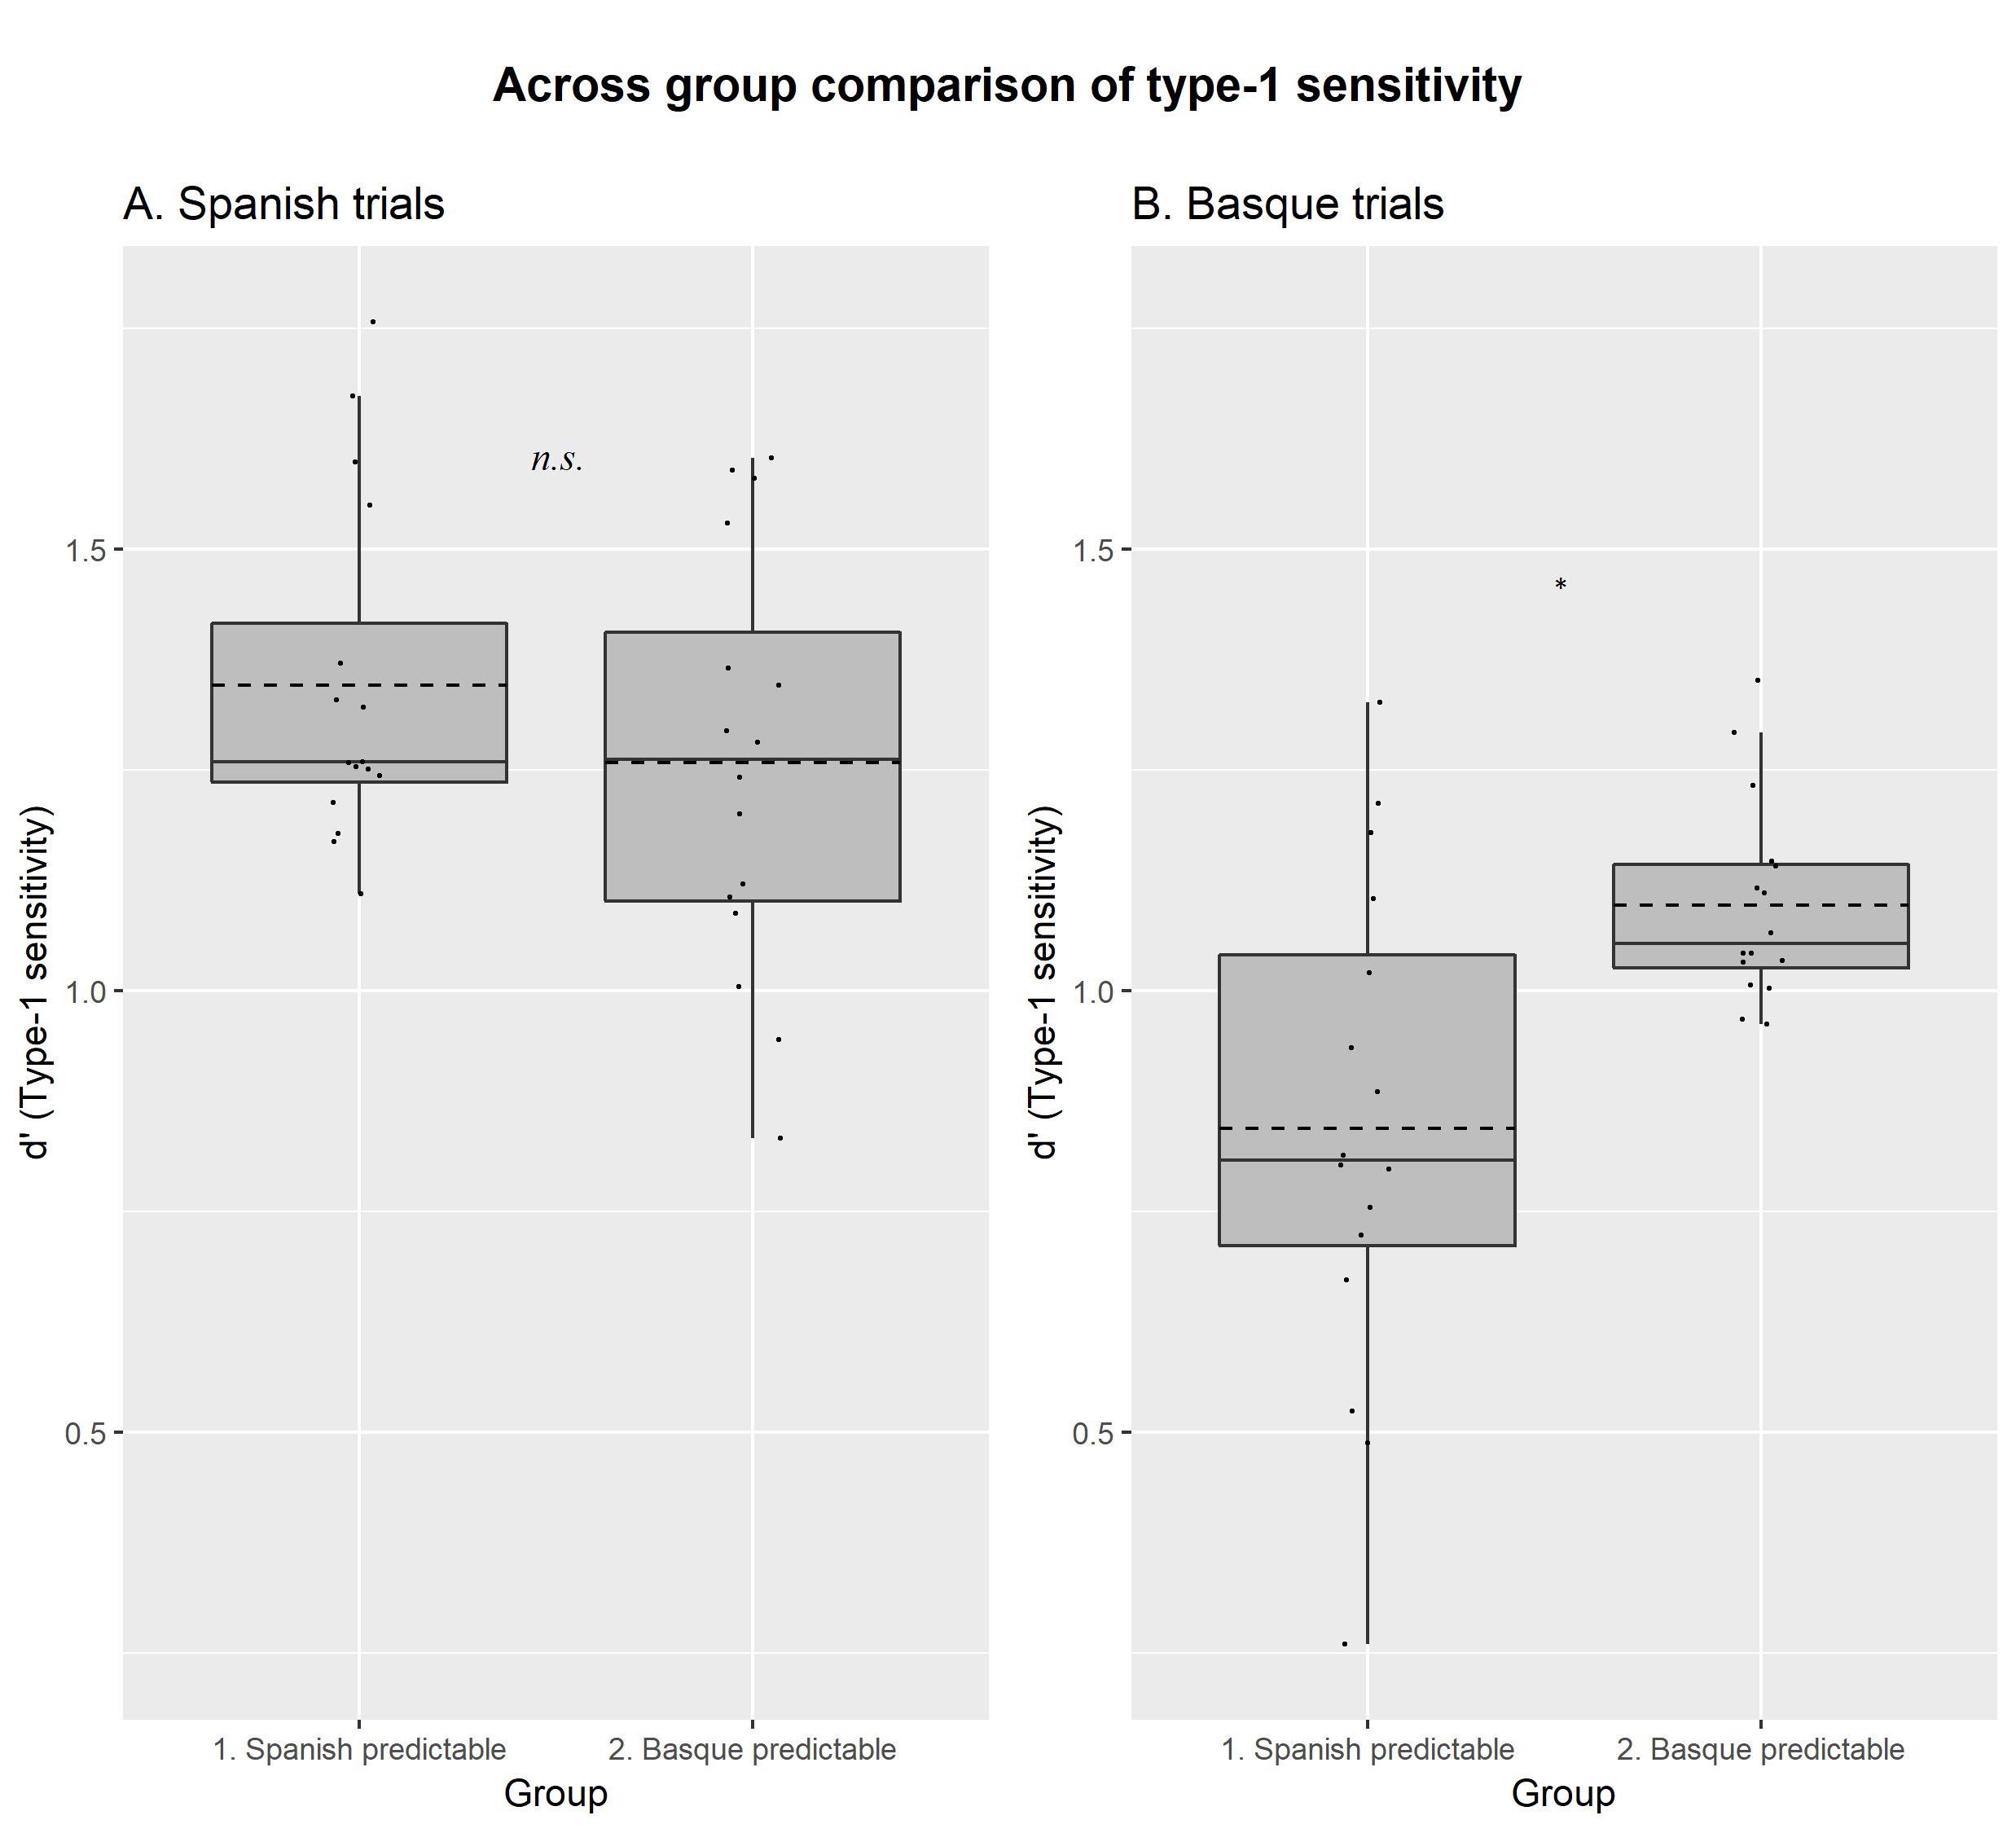 Across group comparison of type-1 sensitivity
A. Spanish trials
d' (Type-1 sensitivity)
1.5
1.0
0.5
n.s.
1. Spanish predictable
2. Basque predictable
Group
B. Basque trials
d' (Type-1 sensitivity)
1.5
1.0
0.5
*
1. Spanish predictable
2. Basque predictable
Group